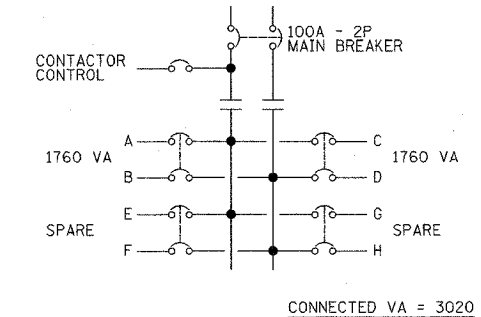 100A - 2P
MAIN BREAKER
CONTACTOR
CONTROL
A
C
1760 VA
1760 VA
B
D
E
G
SPARE
SPARE
F
H
CONNECTED VA = 3020